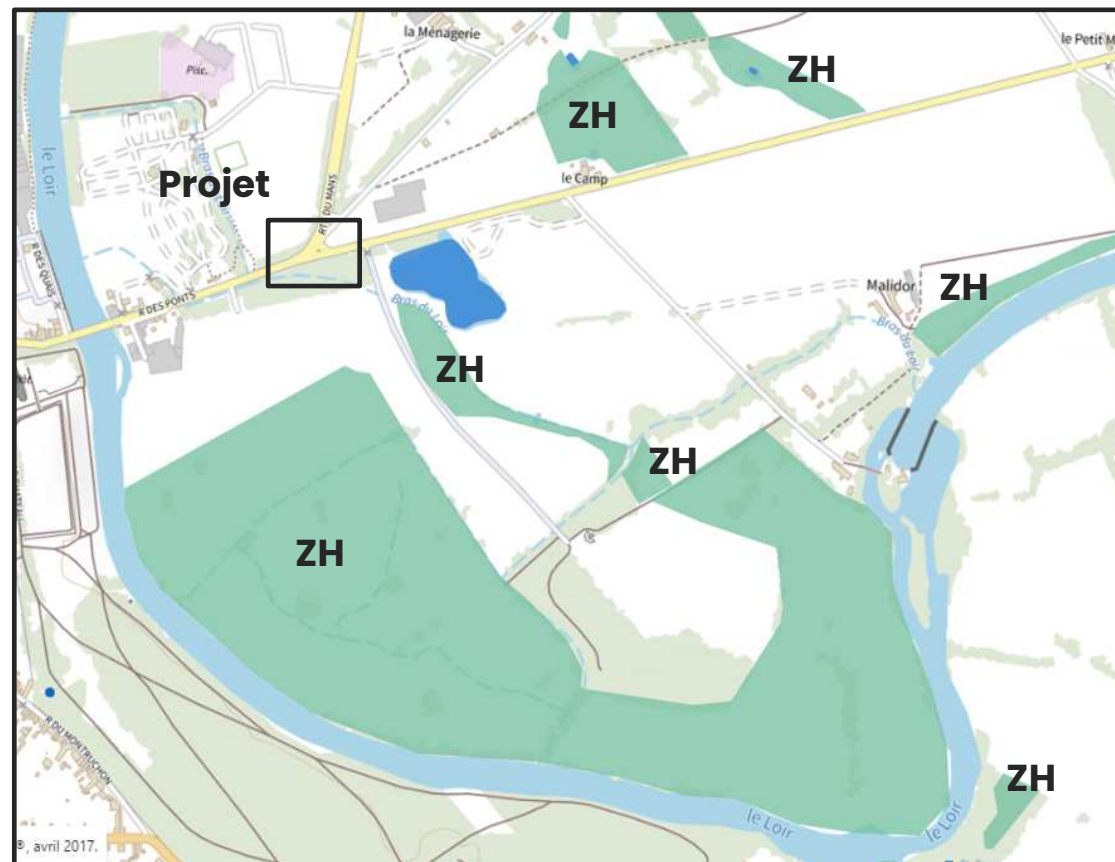 la Ménagerie
le Petit M
ZH
Pisc.
ZH
le Loir
Bras
RTE DU MANS
Projet
le Camp
R DES QUAIS
R DES PONTS
ZH
Malidor
Bras du Loir
Bras du Loir
ZH
ZH
ZH
R DU MONTRUCHON
ZH
le Loir
le Loir
®, avril 2017.